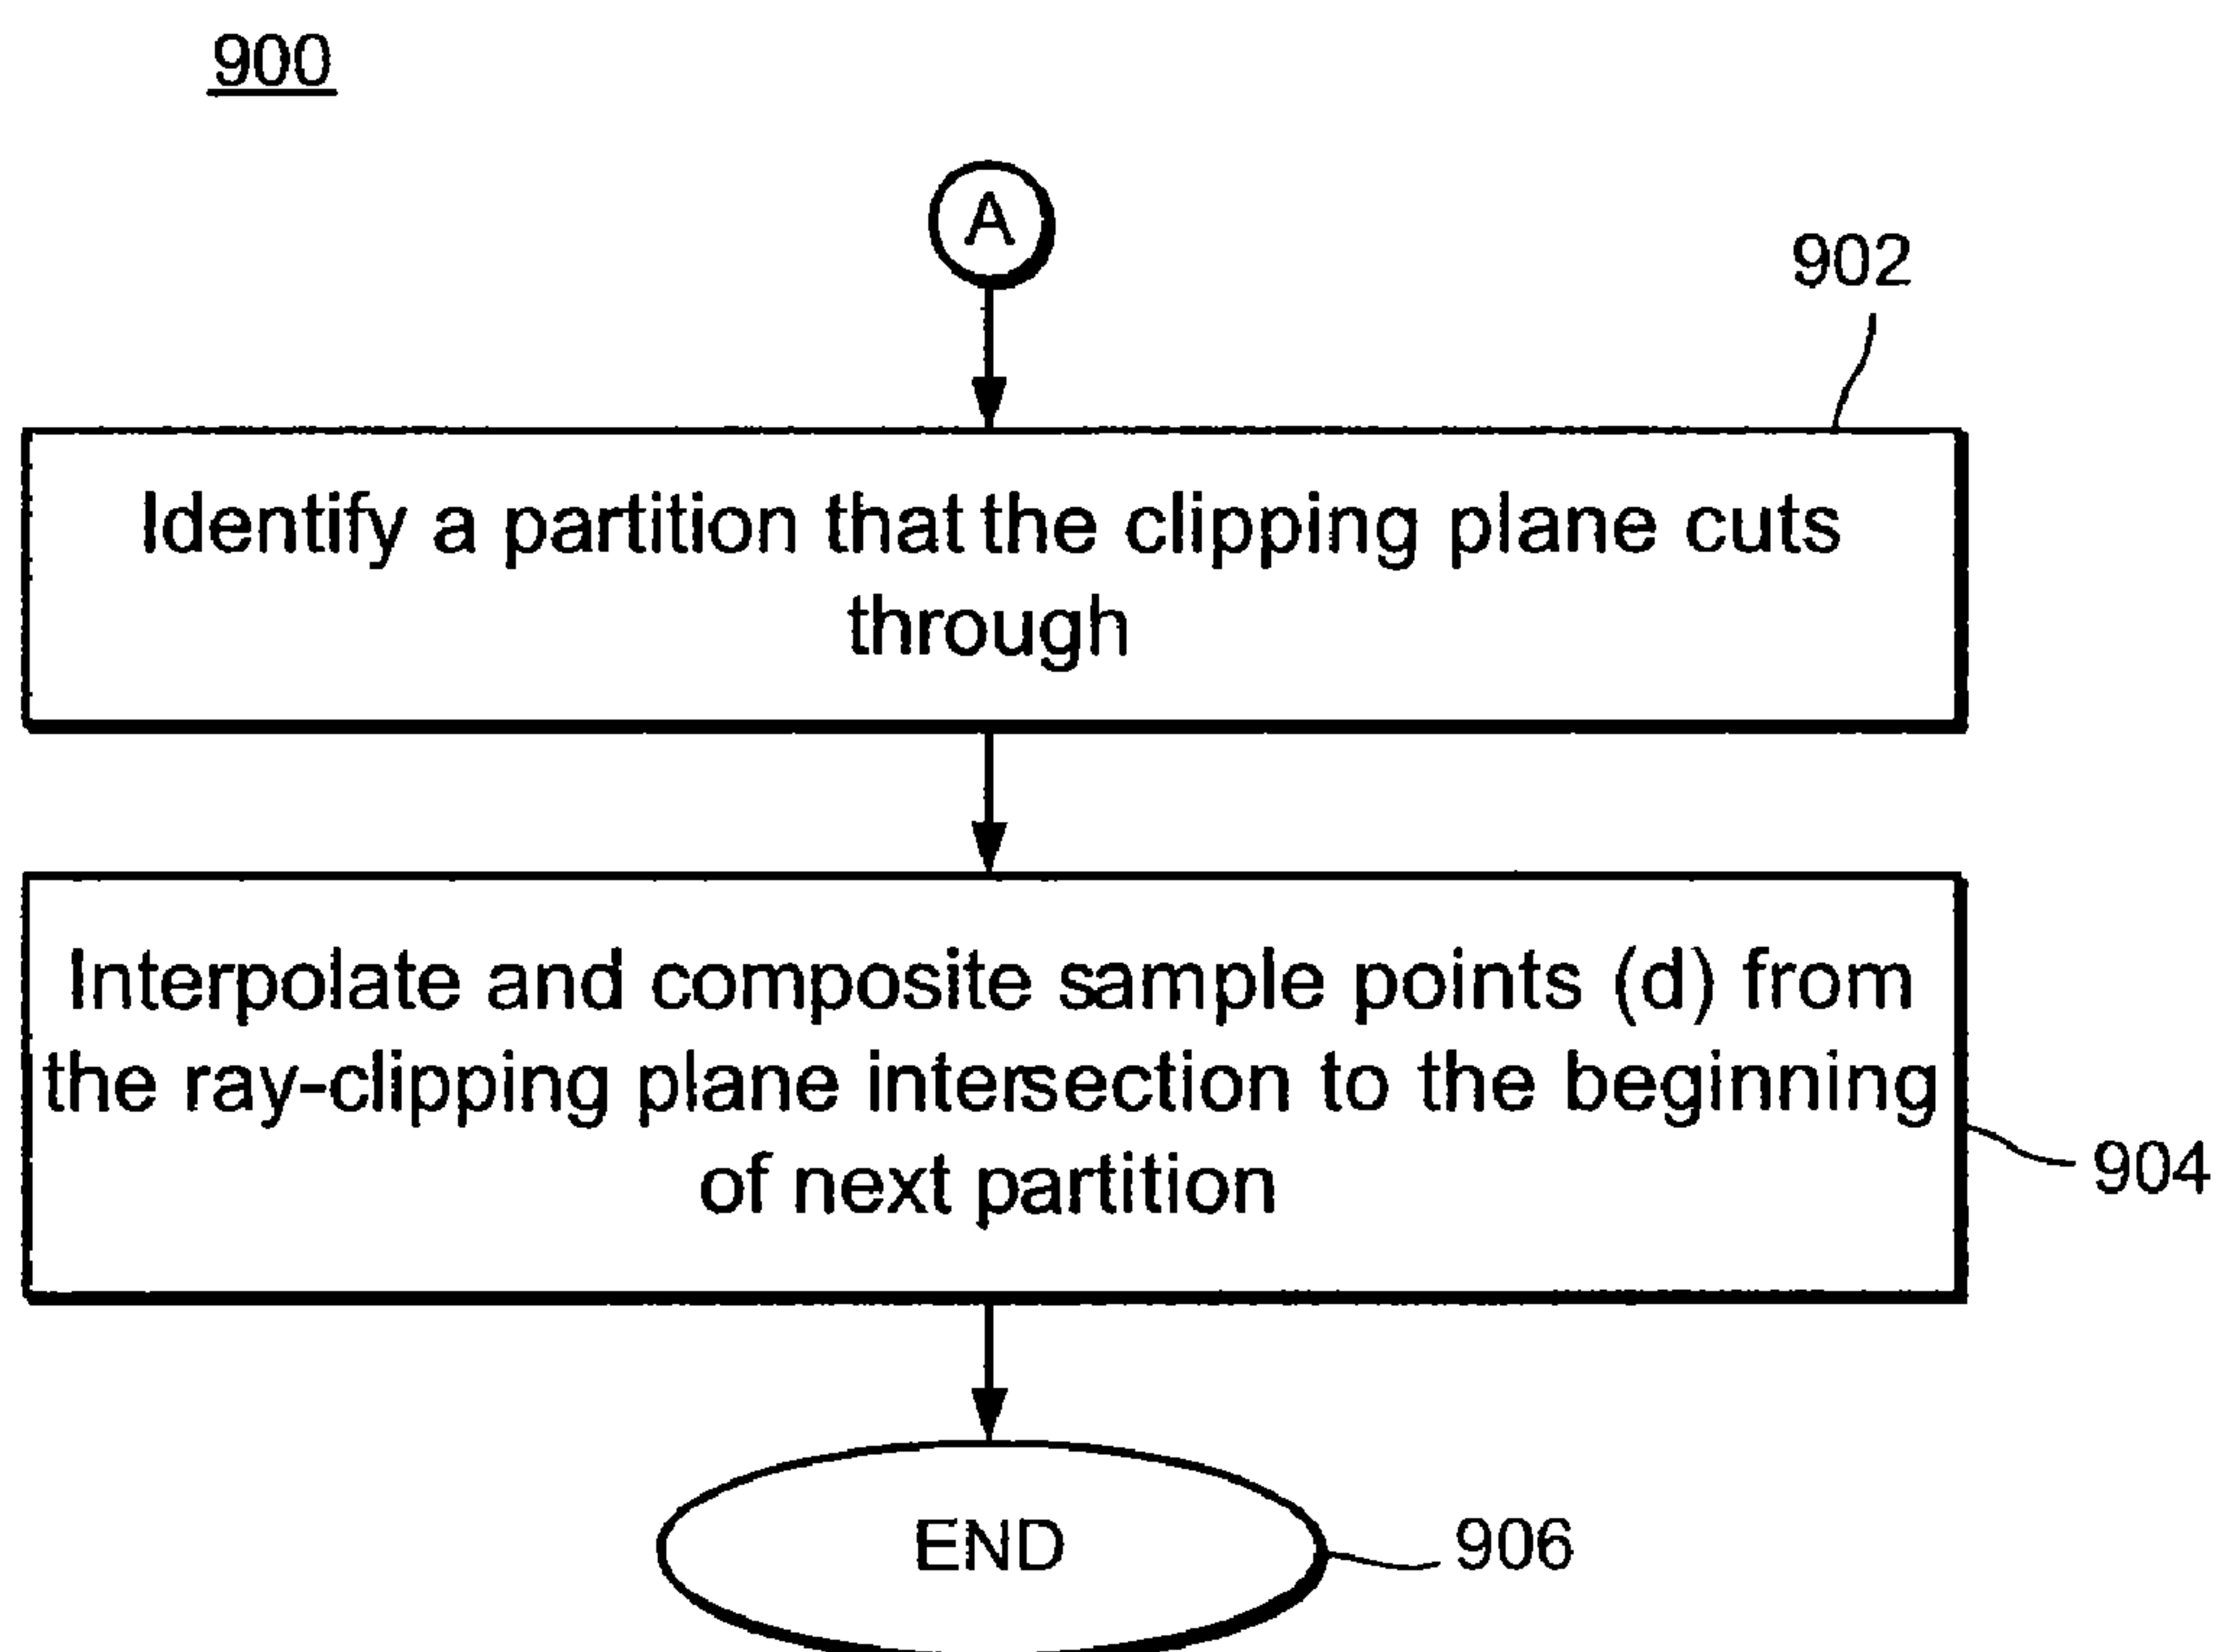 900
A
902
Identify a partition that the clipping plane cuts
through
Interpolate and composite sample points (d) from
the ray-clipping plane intersection to the beginning
of next partition
904
END
906